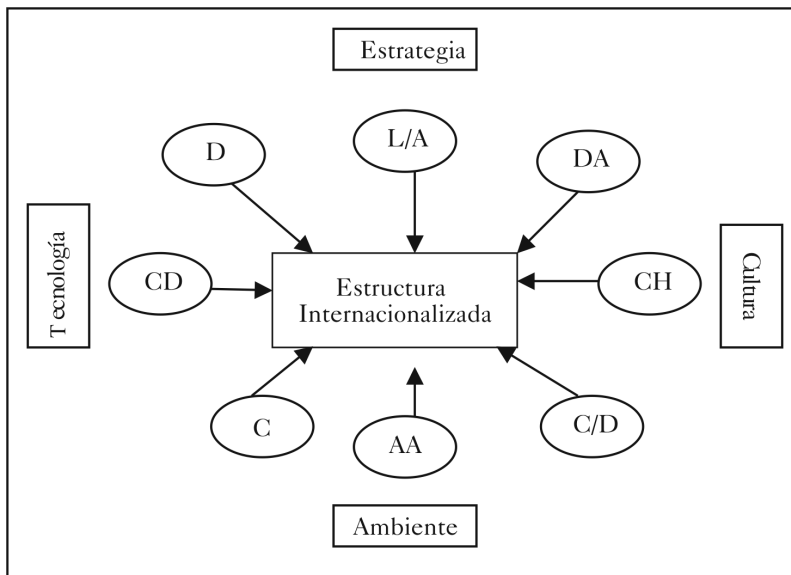 Estrategia
D
L/A
DA
Tecnología
CD
Estructura
Internacionalizada
CH
Cultura
C
AA
C/D
Ambiente